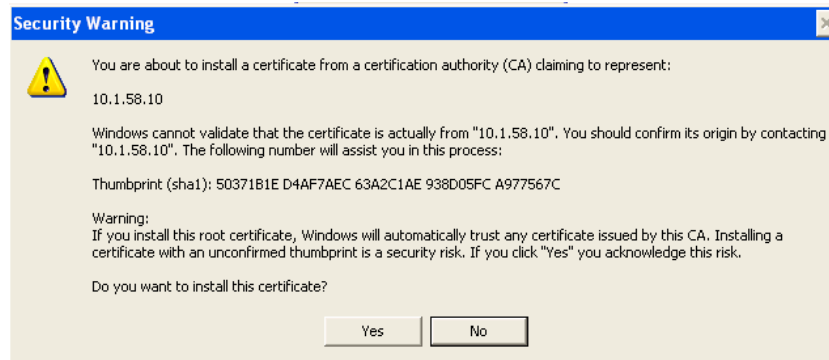 Security Warning
You are about to install a certificate from a certification authority (CA) claiming to represent:
10.1.58.10
Windows cannot validate that the certificate is actually from "10.1.58.10". You should confirm its origin by contacting
"10.1.58.10". The following number will assist you in this process:
Thumbprint (sha1): 50371B1E D4AF7AEC 63A2C1AE 938D05FC A977567C
Warning:
If you install this root certificate, Windows will automatically trust any certificate issued by this CA. Installing a
certificate with an unconfirmed thumbprint is a security risk. If you click "Yes" you acknowledge this risk.
Do you want to install this certificate?
Yes
No